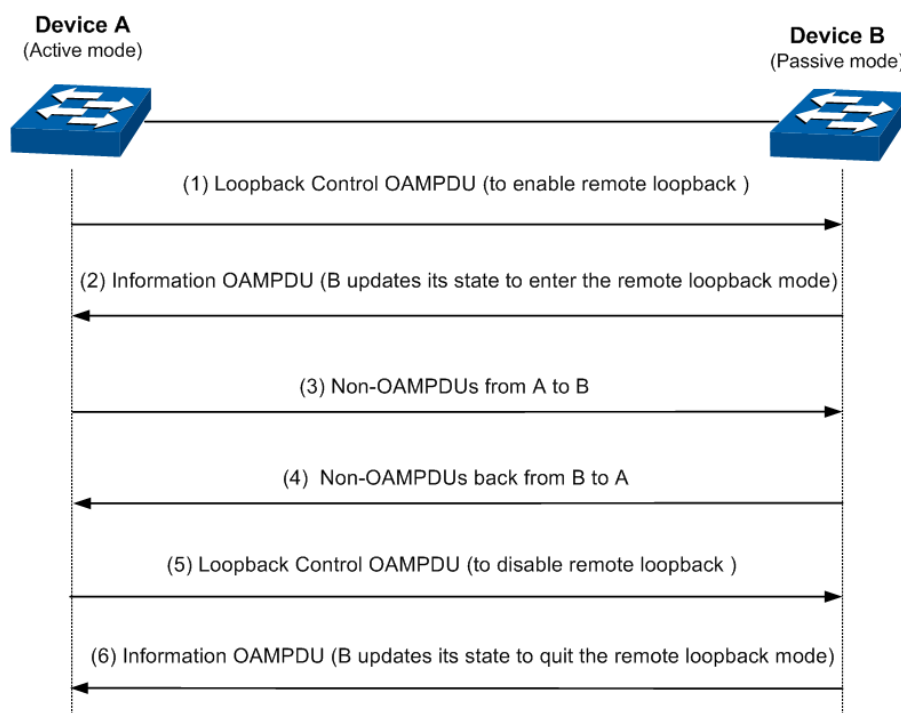 Device A
(Active mode)
Device B
(Passive mode)
(1) Loopback Control OAMPDU (to enable remote loopback )
(2) Information OAMPDU (B updates its state to enter the remote loopback mode)
(3) Non-OAMPDUs from A to B
(4) Non-OAMPDUs back from B to A
(5) Loopback Control OAMPDU (to disable remote loopback )
(6) Information OAMPDU (B updates its state to quit the remote loopback mode)